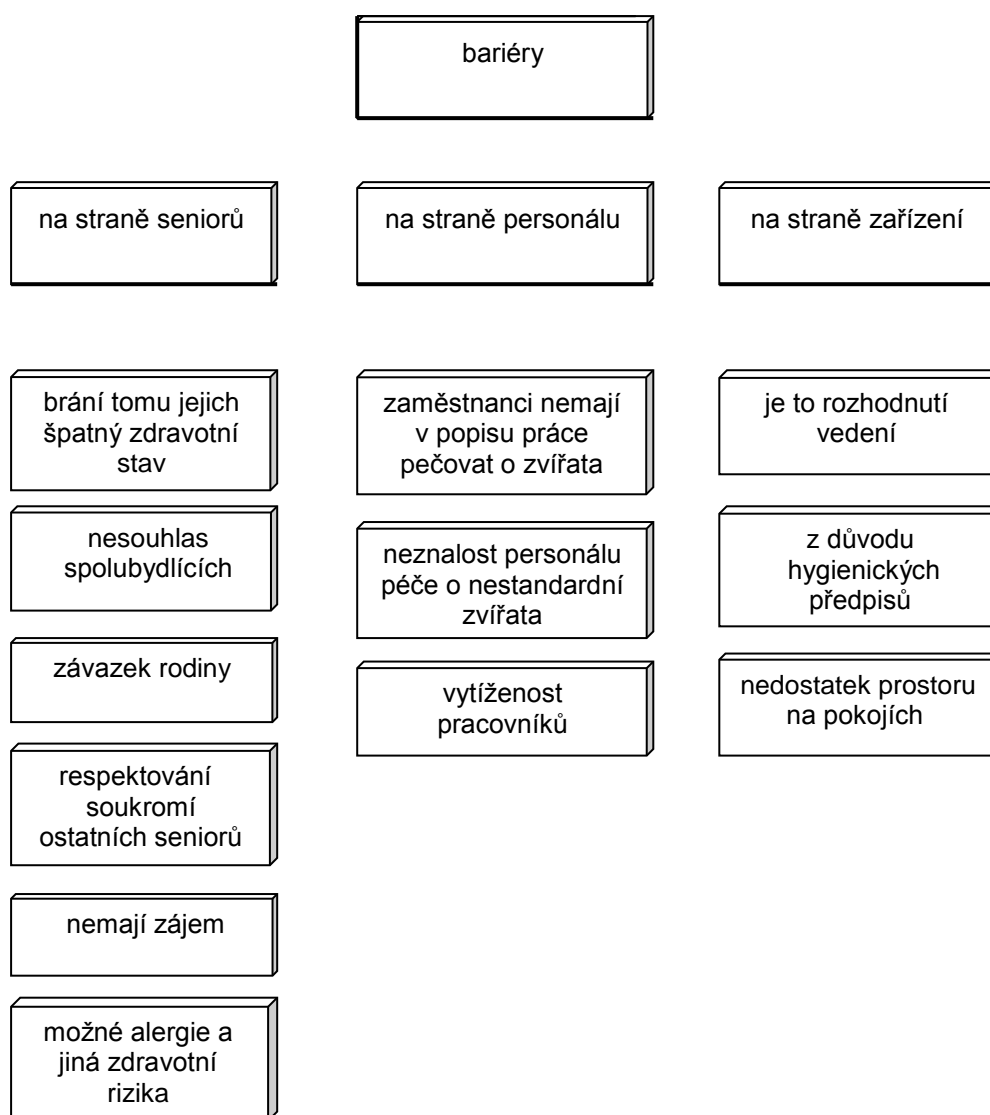 bariéry
na straně seniorů
na straně personálu
na straně zařízení
brání tomu jejich
špatný zdravotní
stav
nesouhlas
spolubydlících
závazek rodiny
respektování
soukromí
ostatních seniorů
nemají zájem
možné alergie a
jiná zdravotní
rizika
zaměstnanci nemají
v popisu práce
pečovat o zvířata
neznalost personálu
péče o nestandardní
zvířata
vytíženost
pracovníků
je to rozhodnutí
vedení
z důvodu
hygienických
předpisů
nedostatek prostoru
na pokojích